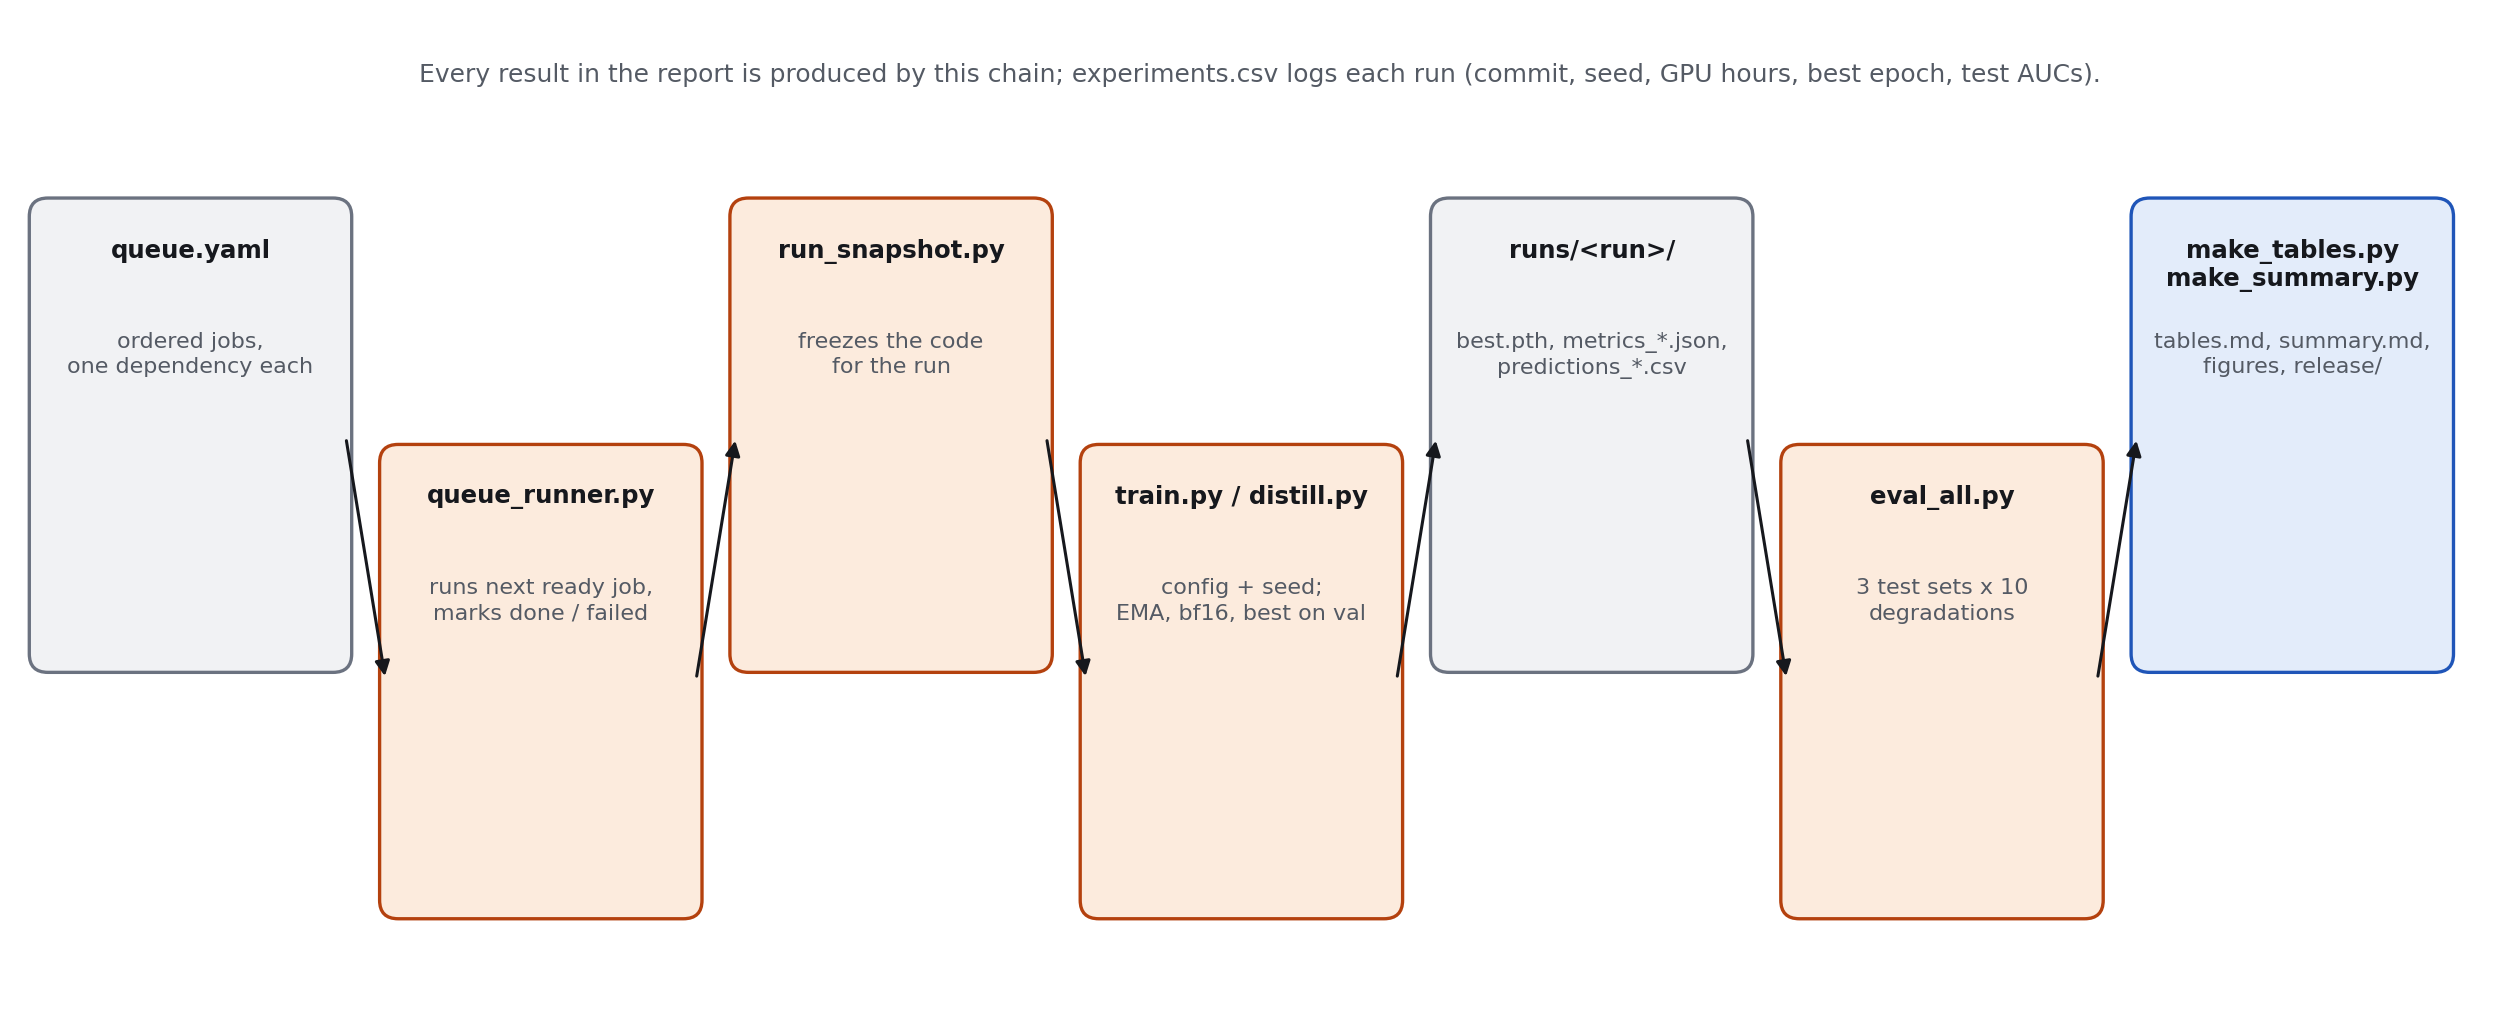 Every result in the report is produced by this chain; experiments.csv logs each run (commit, seed, GPU hours, best epoch, test AUCs).
queue.yaml
ordered jobs,
one dependency each
queue_runner.py
runs next ready job,
marks done / failed
run_snapshot.py
freezes the code
for the run
train.py / distill.py
config + seed;
EMA, bf16, best on val
runs/<run>/
best.pth, metrics_*.json,
predictions_*.csv
eval_all.py
3 test sets x 10
degradations
make_tables.py
make_summary.py
tables.md, summary.md,
figures, release/